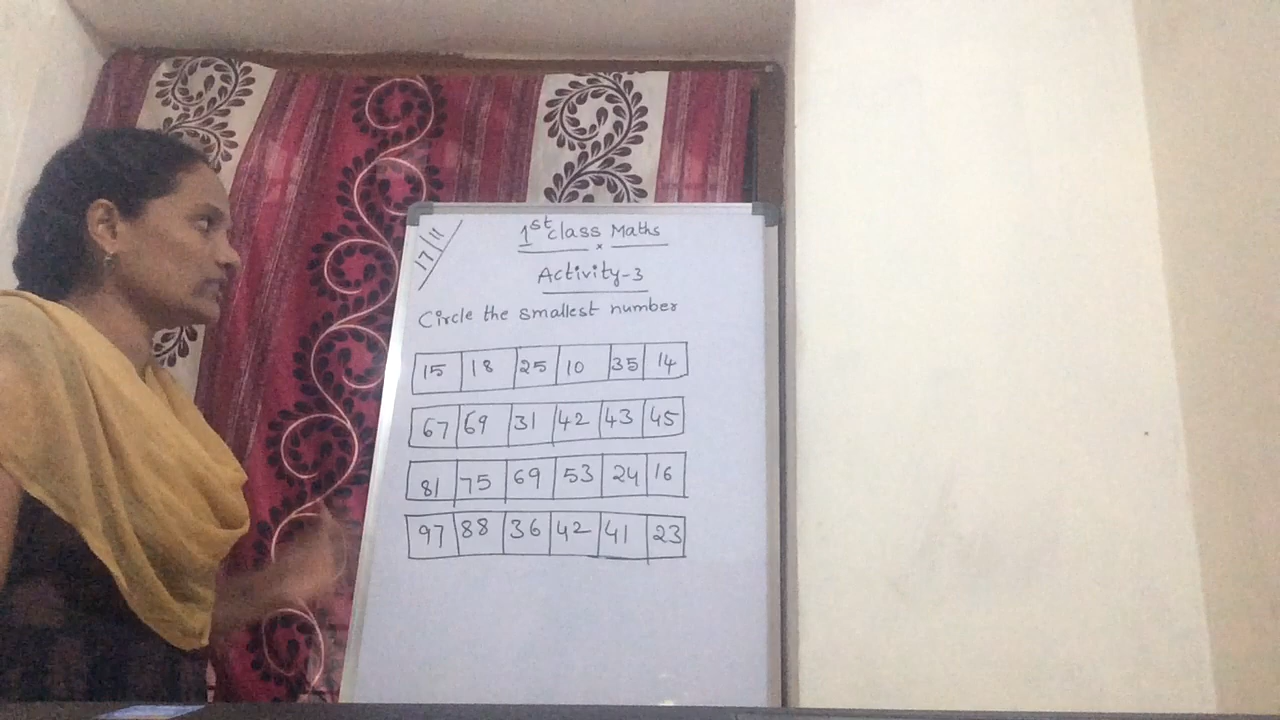 17/11
1st class Maths
Activity-3
Circle the smallest number
15 18 25 10 35 14
67 69 31 42 43 45
81 75 69 53 24 16
97 88 36 42 41 23